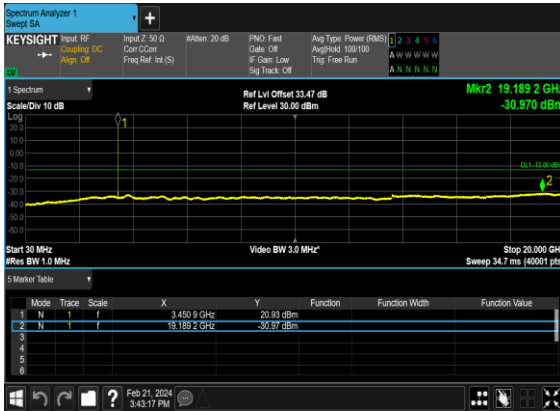 Spectrum Analyzer 1
Swept SA
KEYSIGHT Input: RF Input Z: 50 Ω #Atten: 20 dB PNO: Fast Avg Type: Power (RMS) 1 2 3 4 5 6
Coupling: DC Corr CCorr Gate: Off Avg|Hold: 100/100 A W W W W W
Align: Off Freq Ref: Int (S) IF Gain: Low Trig: Free Run
Sig Track: Off A N N N N N
1 Spectrum Ref Lvl Offset 33.47 dB Mkr2 19.189 2 GHz
Scale/Div 10 dB Ref Level 30.00 dBm -30.970 dBm
Log
20.0 1
10.0
0.00
-10.0 DL1 -13.00 dBm
-20.0 2
-30.0
-40.0
-50.0
-60.0
Start 30 MHz Video BW 3.0 MHz* Stop 20.000 GHz
#Res BW 1.0 MHz Sweep 34.7 ms (40001 pts)
5 Marker Table
Mode Trace Scale X Y Function Function Width Function Value
1 N 1 f 3.450 9 GHz 20.93 dBm
2 N 1 f 19.189 2 GHz -30.97 dBm
3
4
5
6
Feb 21, 2024
3:43:17 PM